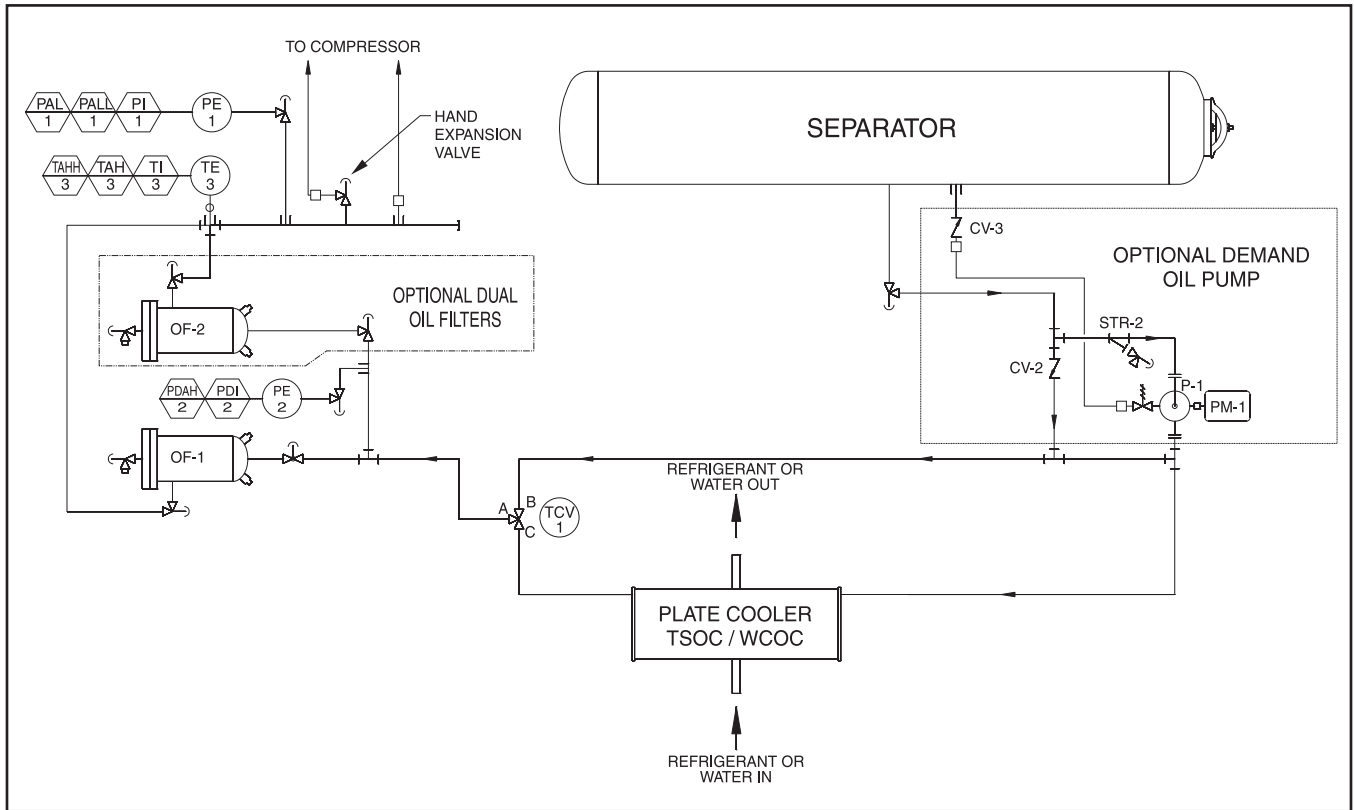 TO COMPRESSOR
PAL
1
PALL
1
PI
1
PE
1
HAND
EXPANSION
VALVE
TAHH
3
TAH
3
TI
3
TE
3
SEPARATOR
CV-3
OPTIONAL DEMAND
OIL PUMP
OPTIONAL DUAL
OIL FILTERS
OF-2
STR-2
CV-2
P-1
PM-1
PDAH
2
PDI
2
PE
2
OF-1
REFRIGERANT OR
WATER OUT
A
B
C
TCV
1
PLATE COOLER
TSOC / WCOC
REFRIGERANT OR
WATER IN